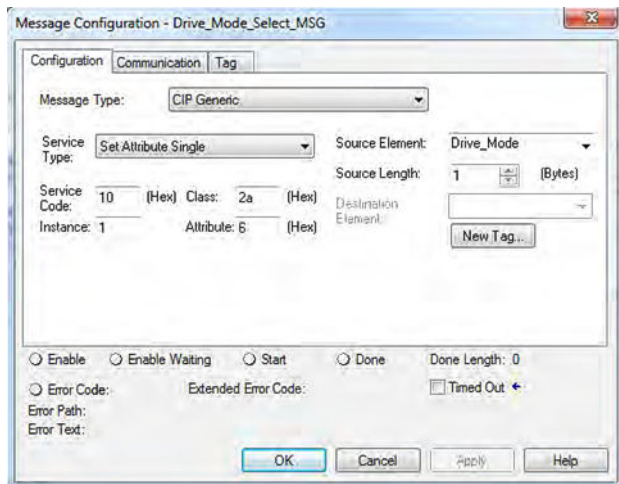 Message Configuration - Drive_Mode_Select_MSG
Configuration Communication Tag
Message Type: CIP Generic
Service Type: Set Attribute Single
Source Element: Drive_Mode
Source Length: 1 (Bytes)
Service Code: 10 (Hex) Class: 2a (Hex)
Destination Element:
Instance: 1 Attribute: 6 (Hex)
New Tag...
Enable Enable Waiting Start Done Done Length: 0
Error Code: Extended Error Code: Timed Out
Error Path:
Error Text:
OK Cancel Apply Help